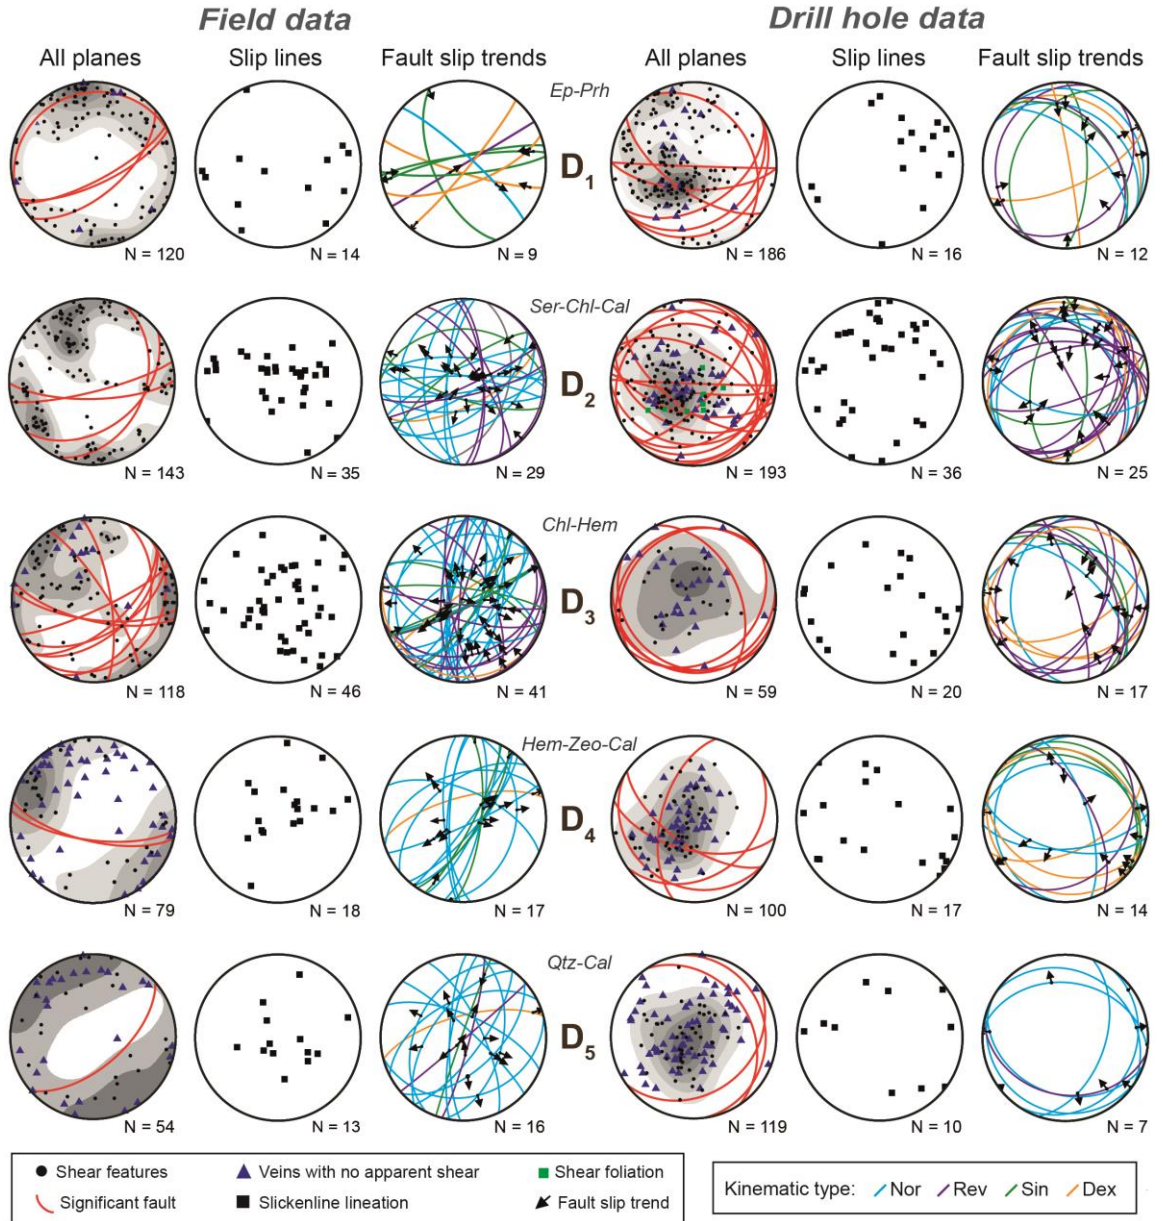 Field data Drill hole data
All planes Slip lines Fault slip trends All planes Slip lines Fault slip trends
Ep-Prh
D1
N = 120 N = 14 N = 9 N = 186 N = 16 N = 12
Ser-Chl-Cal
D2
N = 143 N = 35 N = 29 N = 193 N = 36 N = 25
Chl-Hem
D3
N = 118 N = 46 N = 41 N = 59 N = 20 N = 17
Hem-Zeo-Cal
D4
N = 79 N = 18 N = 17 N = 100 N = 17 N = 14
Qtz-Cal
D5
N = 54 N = 13 N = 16 N = 119 N = 10 N = 7
Shear features Veins with no apparent shear Shear foliation
Significant fault Slickenline lineation Fault slip trend
Kinematic type: Nor Rev Sin Dex